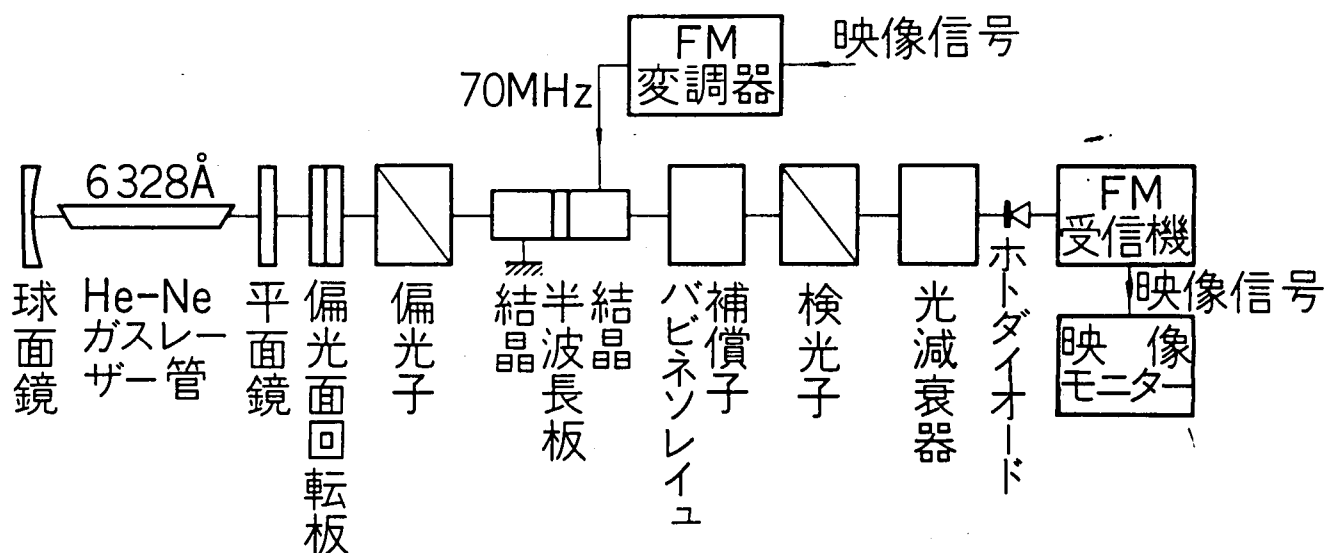 FM
変調器
映像信号
70MHz
6328Å
球面鏡
He-Ne
ガスレー
ザー管
平面鏡
偏光面回転板
偏光子
結晶
半波長板
結晶
バビネソレイユ
補償子
検光子
光減衰器
ホトダイオード
FM
受信機
映像信号
映像
モニター